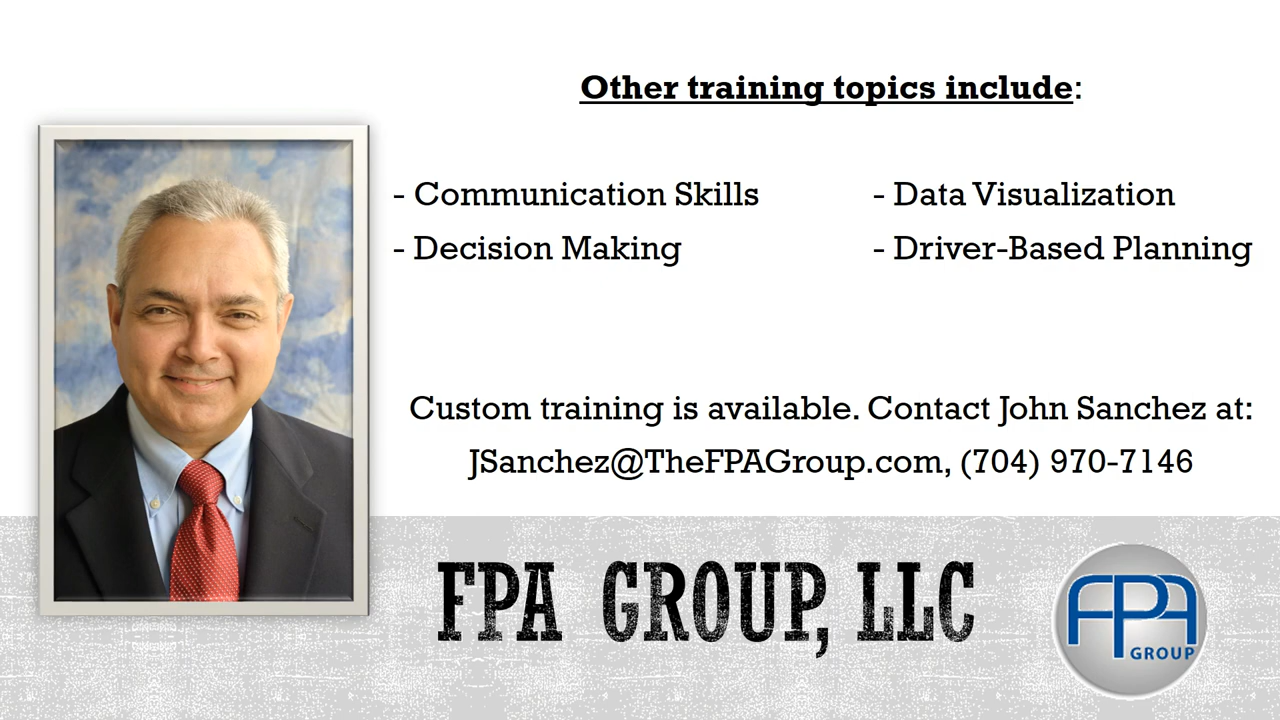 Other training topics include:
- Communication Skills
- Data Visualization
- Decision Making
- Driver-Based Planning
Custom training is available. Contact John Sanchez at:
JSanchez@TheFPAGroup.com, (704) 970-7146
FPA GROUP, LLC
FPA
GROUP